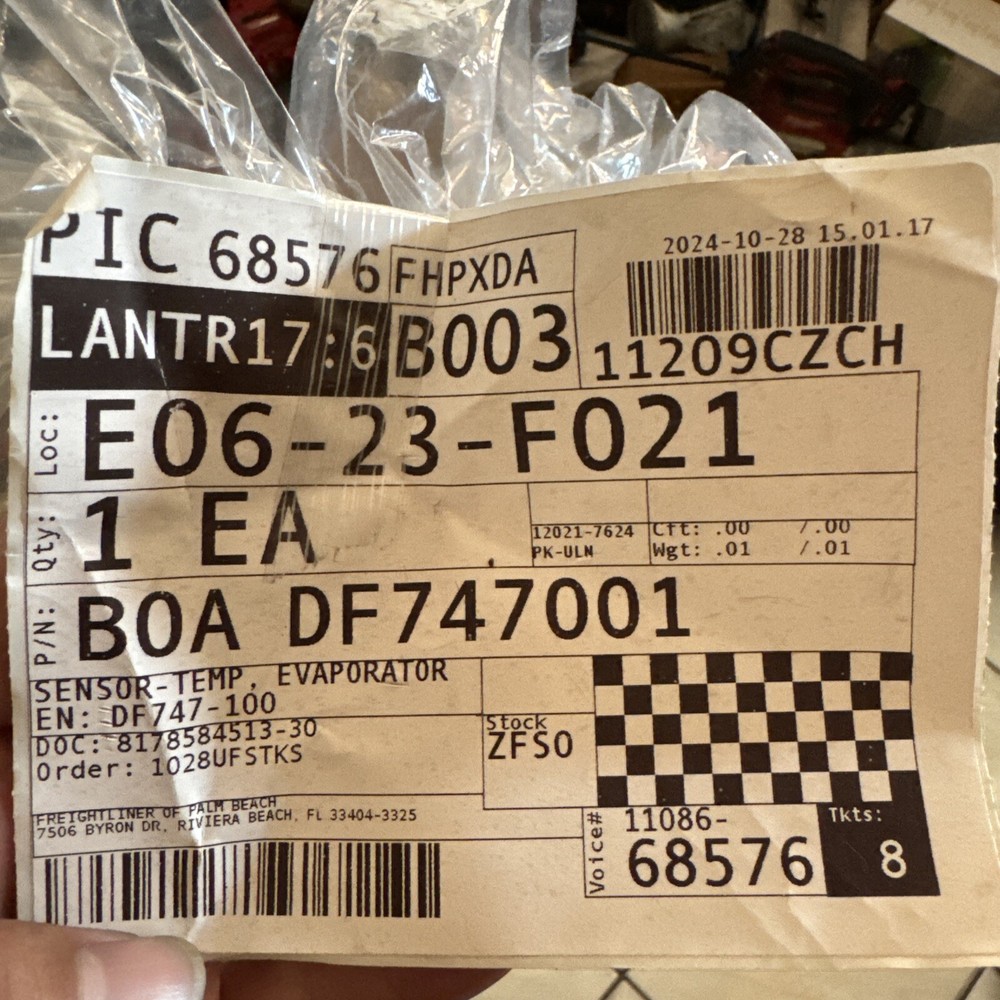 PIC 68576
FHPXDA
2024-10-28 15.01.17
LANTR17:6
B003
11209CZCH
Loc: E06-23-F021
Qty: 1 EA
12021-7624
PK-ULN
Cft: .00 /.00
Wgt: .01 /.01
P/N: BOA DF747001
SENSOR-TEMP, EVAPORATOR
EN: DF747-100
DOC: 8178584513-30
Order: 1028UFSTKS
Stock
ZFSO
FREIGHTLINER OF PALM BEACH
7506 BYRON DR, RIVIERA BEACH, FL 33404-3325
Voice# 11086-
68576
Tkts:
8